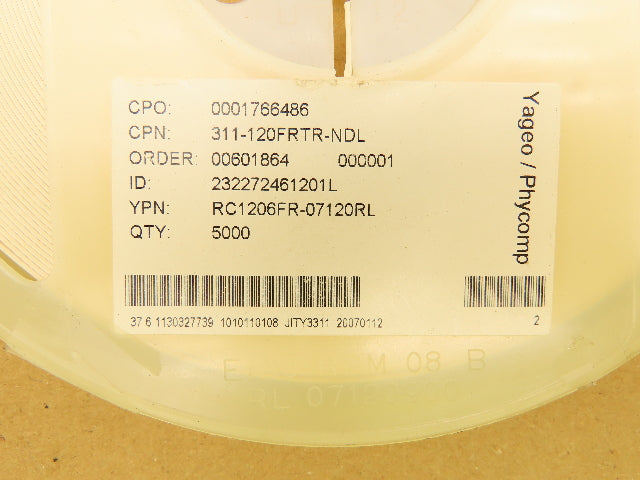 CPO: 0001766486
CPN: 311-120FRTR-NDL
ORDER: 00601864 000001
ID: 232272461201L
YPN: RC1206FR-07120RL
QTY: 5000
Yageo / Phycomp
37 6 1130327739 1010110108 JITY3311 20070112
2
M 08 B
RL